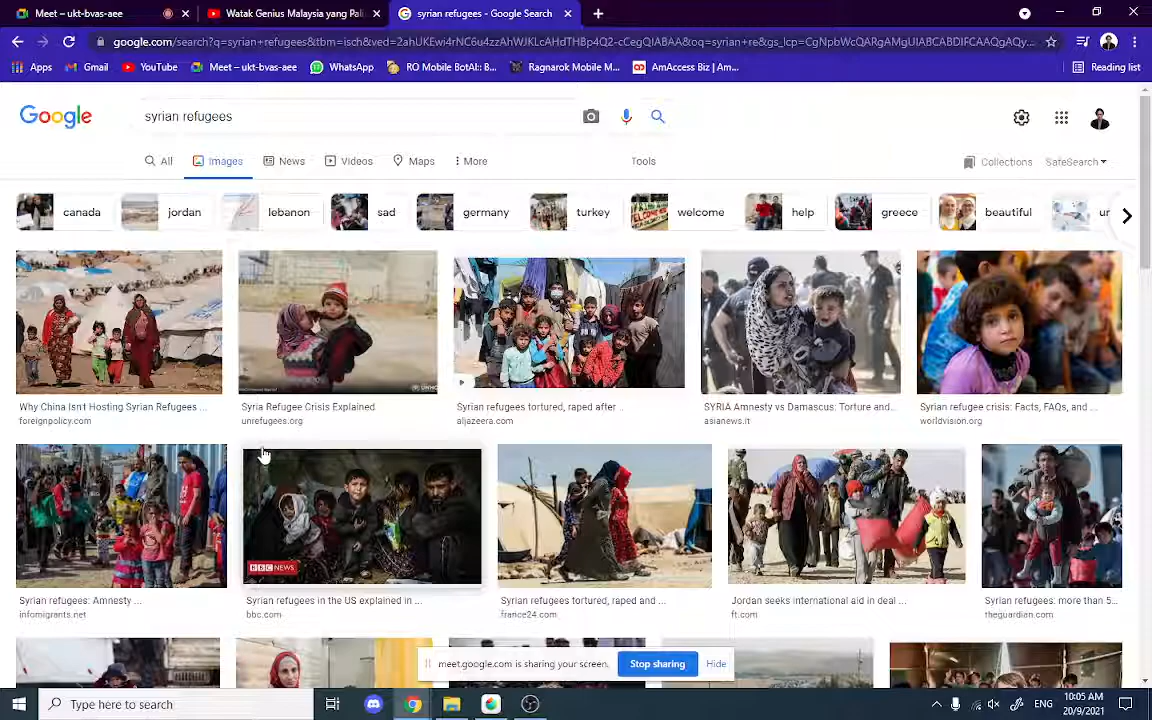 Meet – ukt-bvas-aee
Watak Genius Malaysia yang Pali
syrian refugees - Google Search
google.com/search?q=syrian+refugees&tbm=isch&ved=2ahUKEwi4rNC6u4zzAhWJKLcAHdTHBp4Q2-cCegQIABAA&oq=syrian+re&gs_lcp=CgNpbWcQARgAMgUIABCABDIFCAAQgAQy...
Apps
Gmail
YouTube
Meet – ukt-bvas-aee
WhatsApp
RO Mobile BotAI:: B...
Ragnarok Mobile M...
AmAccess Biz | Am...
Reading list
Google
syrian refugees
All
Images
News
Videos
Maps
More
Tools
Collections
SafeSearch
canada
jordan
lebanon
sad
germany
turkey
welcome
help
greece
beautiful
ur
Why China Isn't Hosting Syrian Refugees ...
foreignpolicy.com
Syria Refugee Crisis Explained
unrefugees.org
Syrian refugees tortured, raped after ...
aljazeera.com
SYRIA Amnesty vs Damascus: Torture and...
asianews.it
Syrian refugee crisis: Facts, FAQs, and ...
worldvision.org
BBC NEWS
Syrian refugees: Amnesty ...
infomigrants.net
Syrian refugees in the US explained in ...
bbc.com
Syrian refugees tortured, raped and ...
france24.com
Jordan seeks international aid in deal ...
ft.com
Syrian refugees: more than 5...
theguardian.com
meet.google.com is sharing your screen.
Stop sharing
Hide
Type here to search
ENG
10:05 AM
20/9/2021